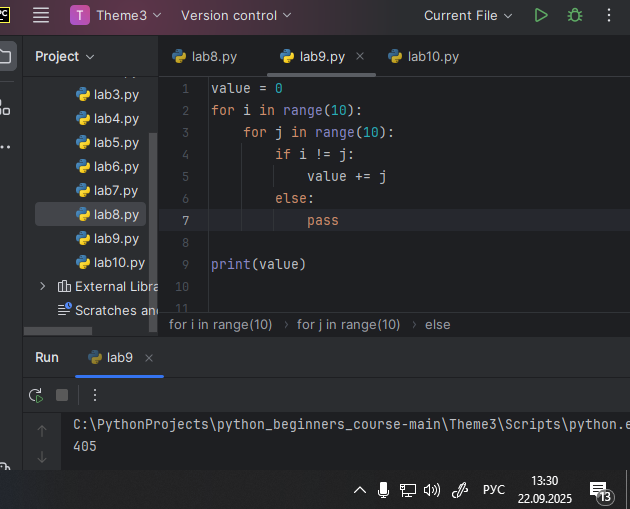 PC
T Theme3 Version control Current File
Project
lab8.py lab9.py lab10.py
lab3.py
lab4.py
lab5.py
lab6.py
lab7.py
lab8.py
lab9.py
lab10.py
External Libra
Scratches an
1 value = 0
2 for i in range(10):
3 for j in range(10):
4 if i != j:
5 value += j
6 else:
7 pass
8
9 print(value)
10
11
for i in range(10) › for j in range(10) › else
Run lab9
C:\PythonProjects\python_beginners_course-main\Theme3\Scripts\python.e
405
РУС
13:30
22.09.2025
13